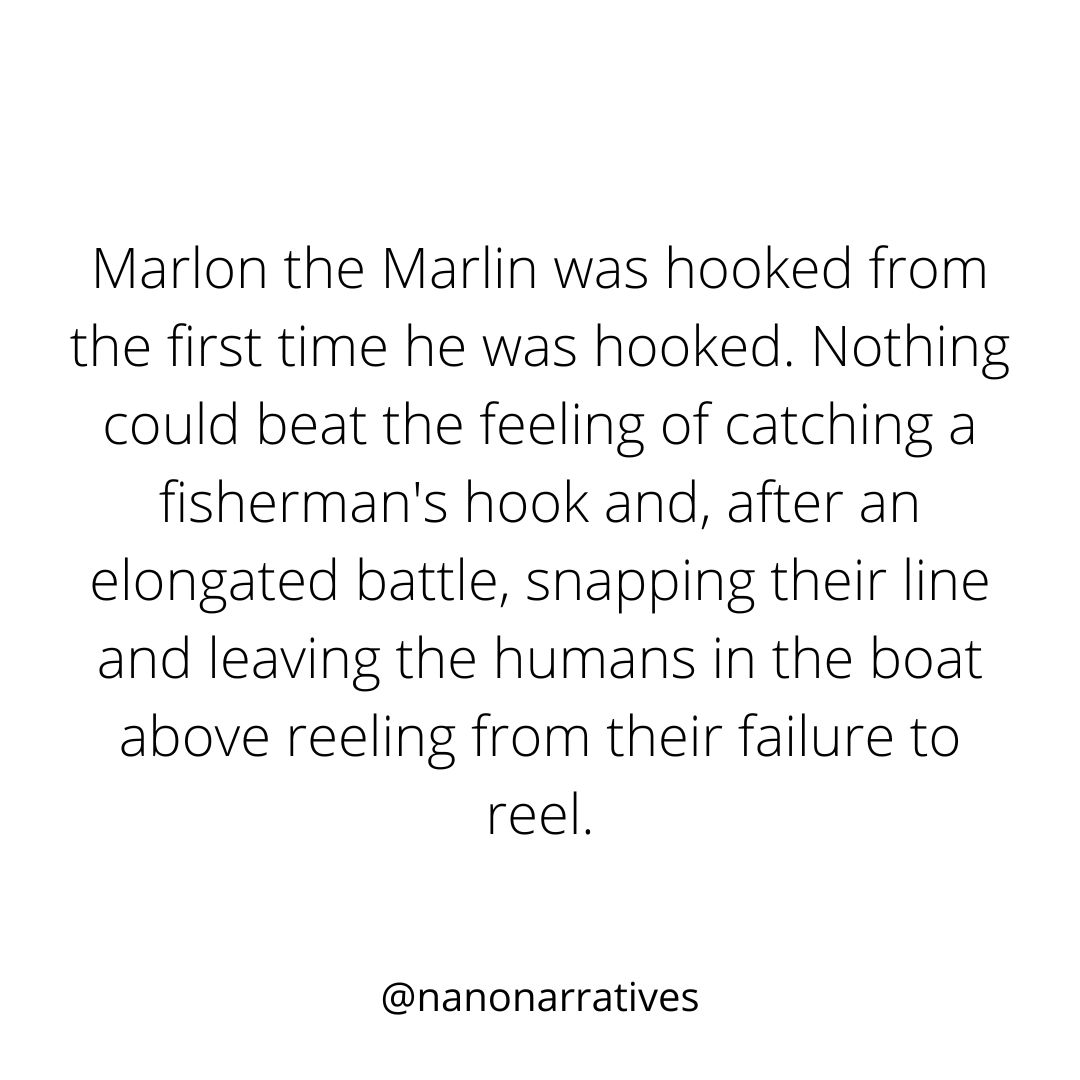 Marlon the Marlin was hooked from
the first time he was hooked. Nothing
could beat the feeling of catching a
fisherman's hook and, after an
elongated battle, snapping their line
and leaving the humans in the boat
above reeling from their failure to
reel.
@nanonarratives